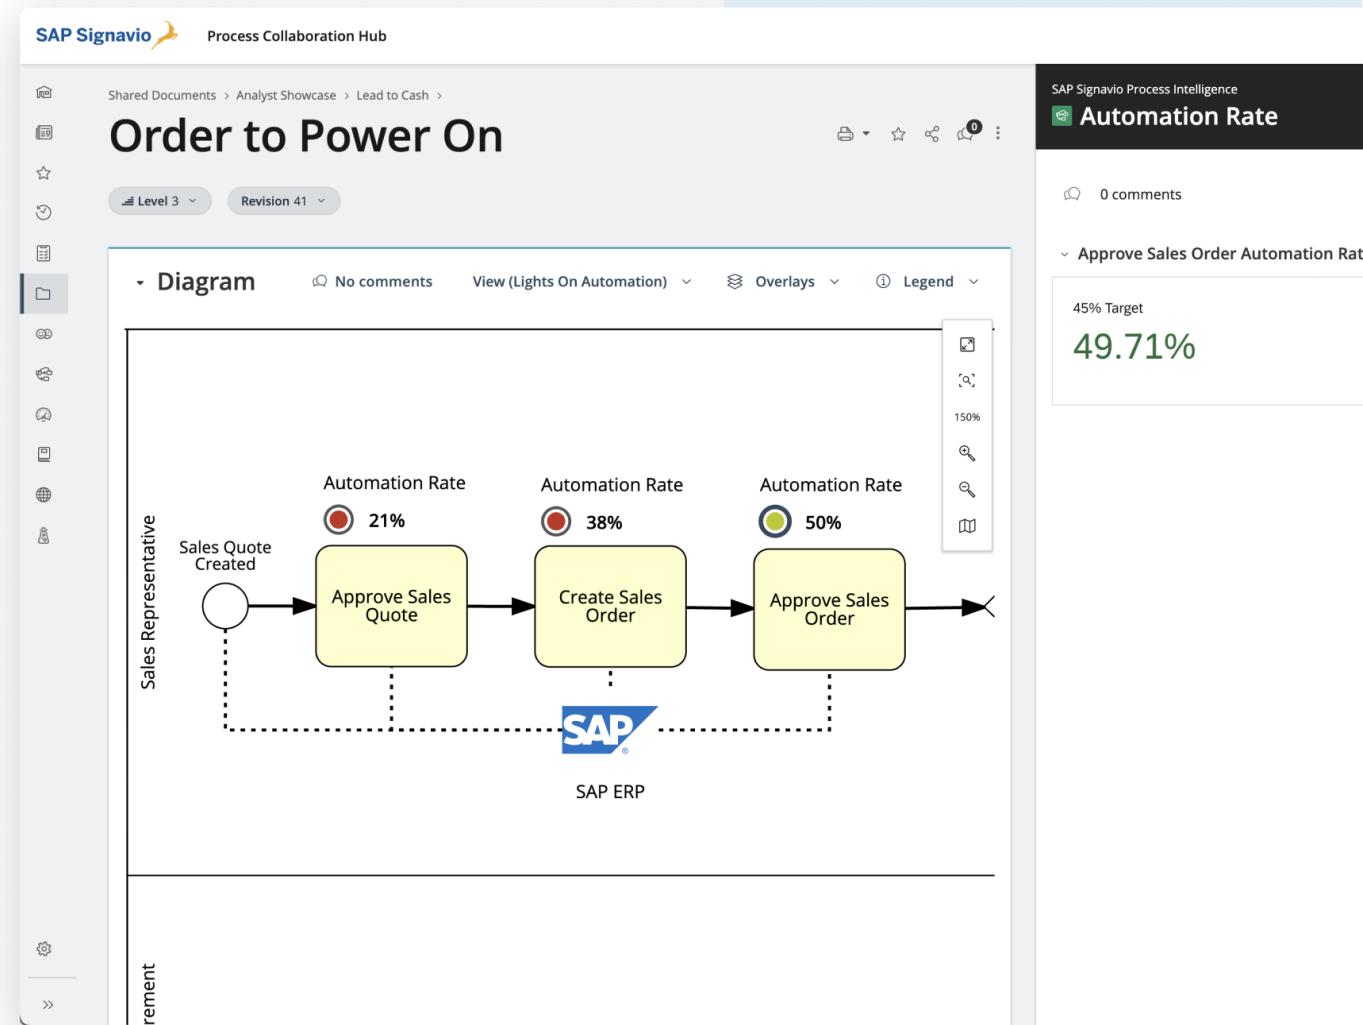 SAP Signavio
Process Collaboration Hub
Shared Documents > Analyst Showcase > Lead to Cash >
Order to Power On
0
Level 3
Revision 41
Diagram
No comments
View (Lights On Automation)
Overlays
Legend
150%
Sales Representative
Sales Quote
Created
Automation Rate
21%
Approve Sales
Quote
Automation Rate
38%
Create Sales
Order
Automation Rate
50%
Approve Sales
Order
SAP
®
SAP ERP
rement
SAP Signavio Process Intelligence
Automation Rate
0 comments
Approve Sales Order Automation Rat
45% Target
49.71%